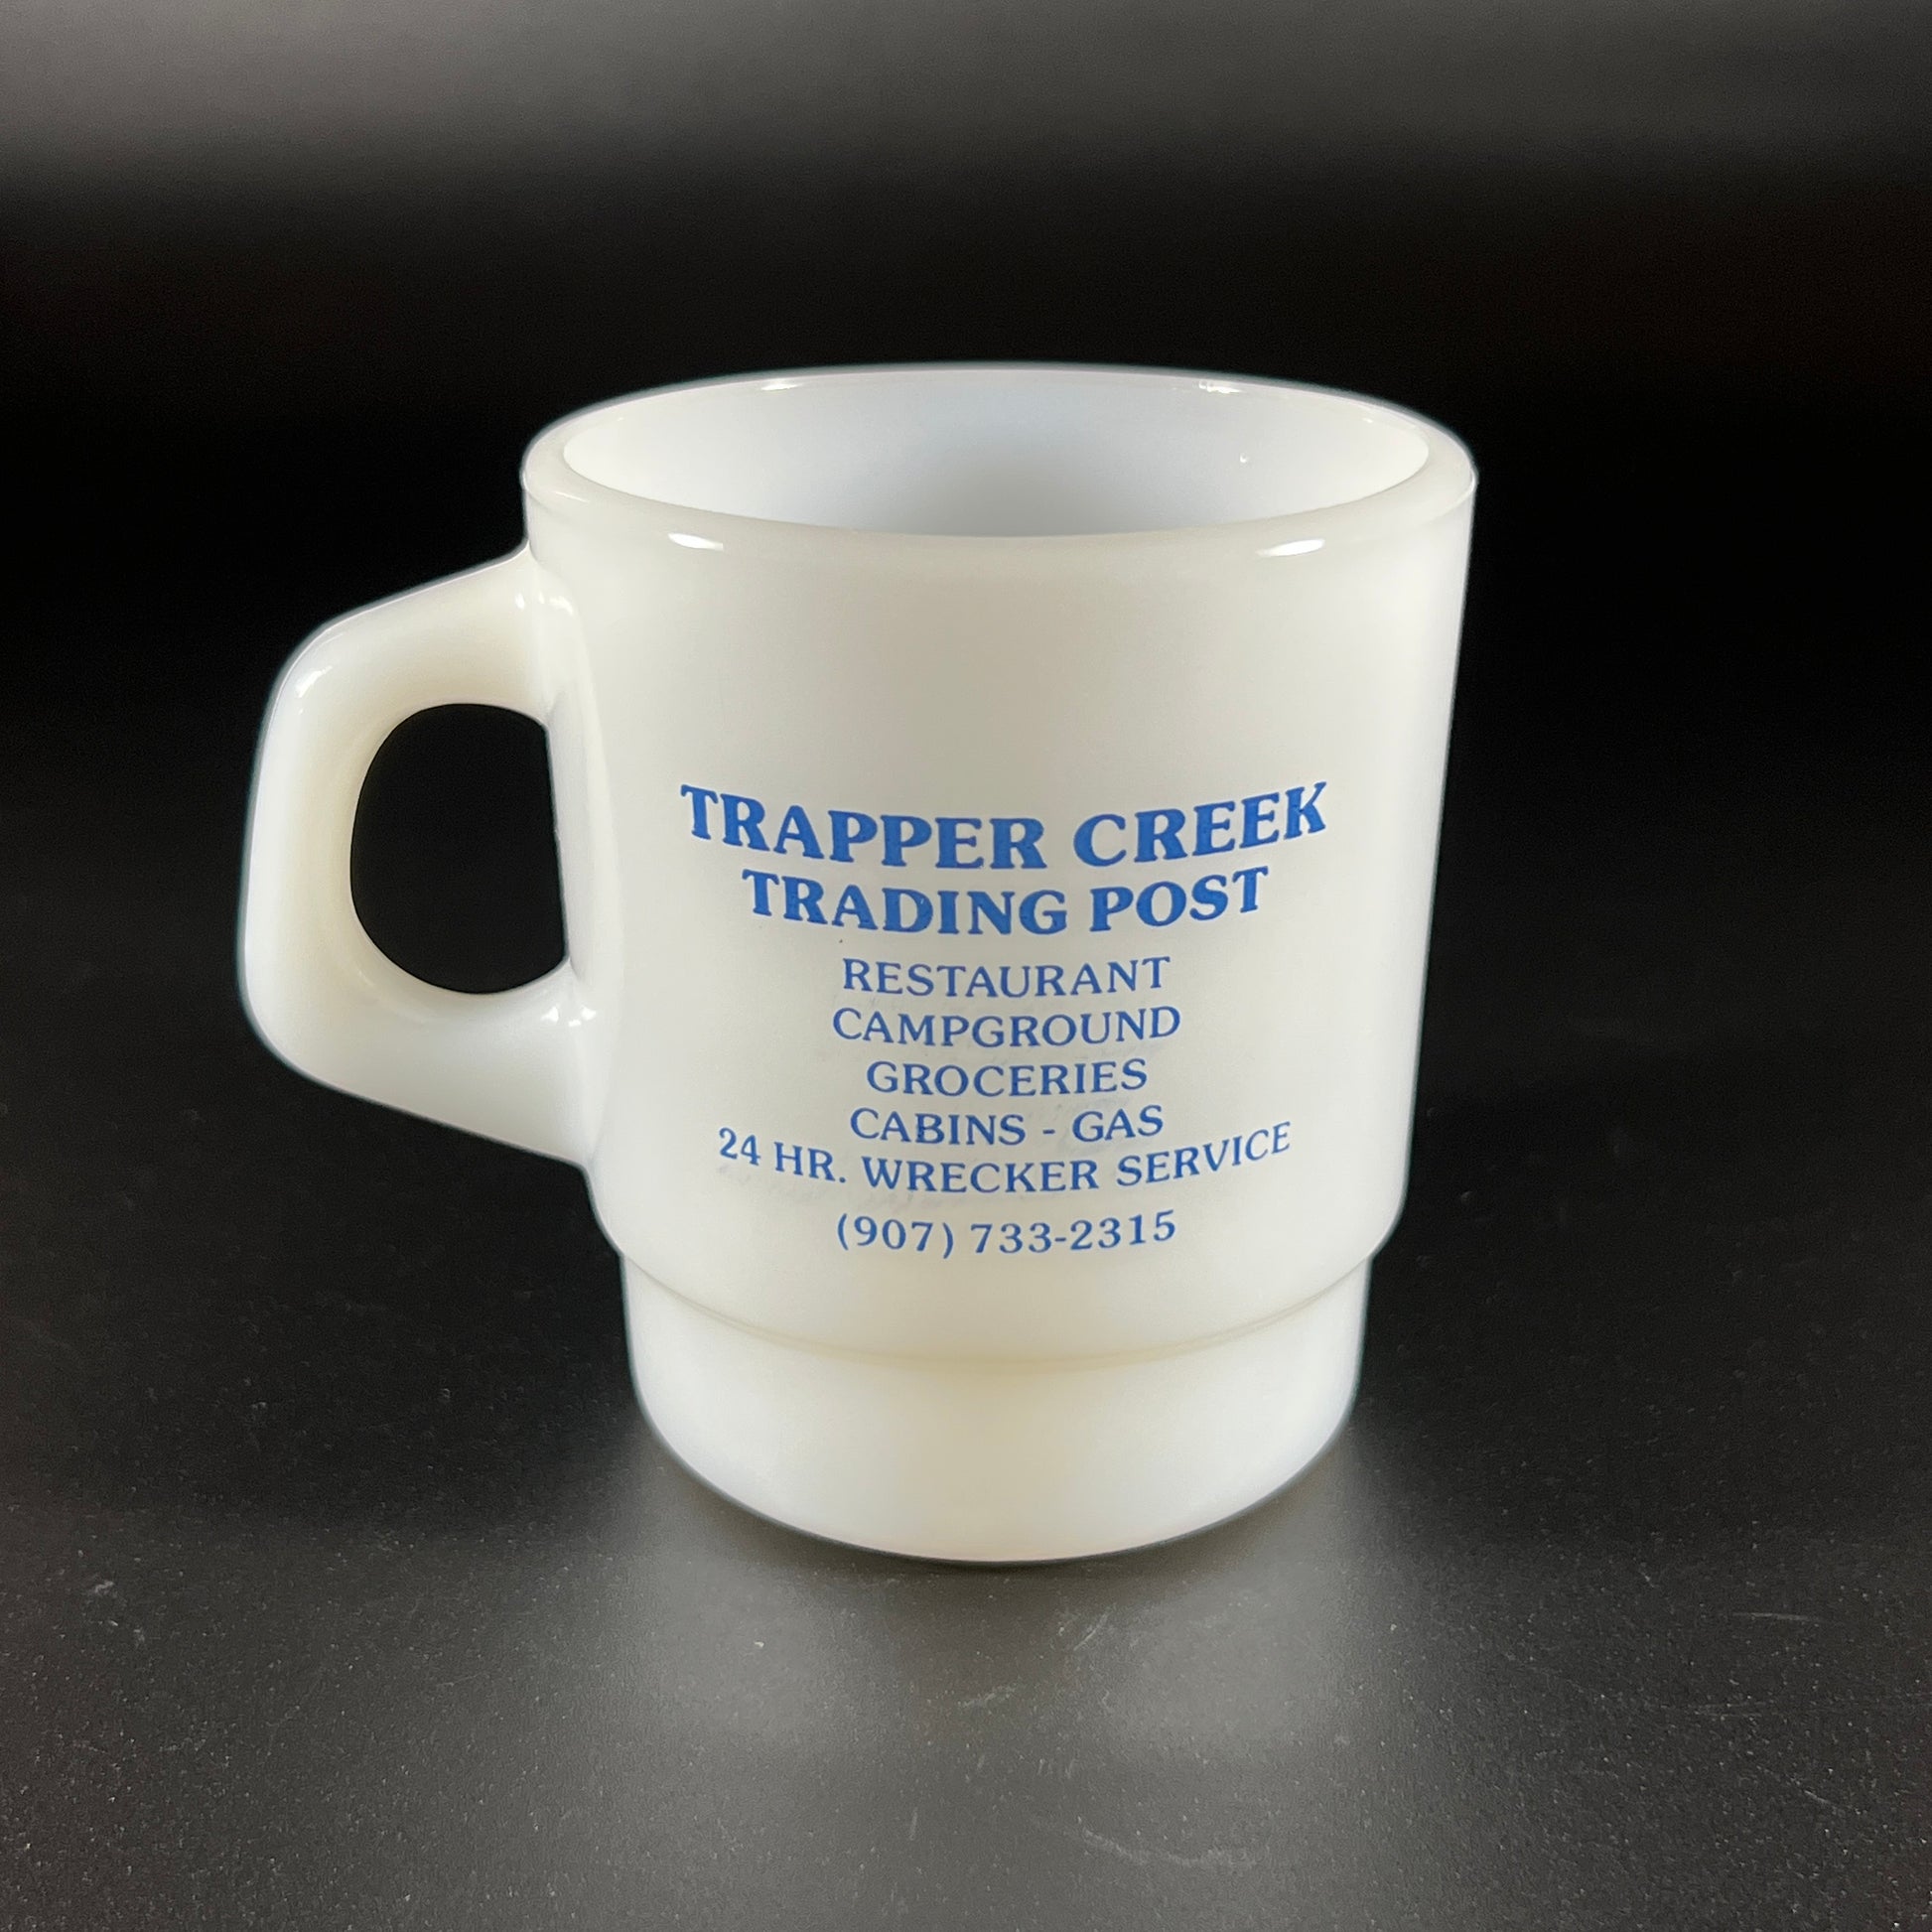 TRAPPER CREEK
TRADING POST
RESTAURANT
CAMPGROUND
GROCERIES
CABINS - GAS
24 HR. WRECKER SERVICE
(907) 733-2315